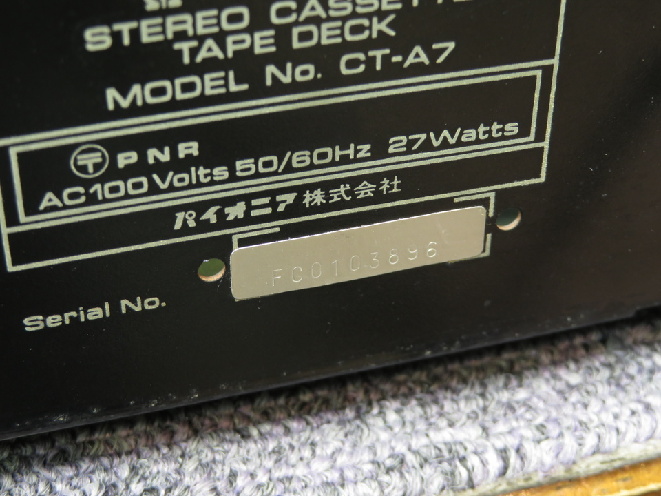 STEREO CASSETTE
TAPE DECK
MODEL No. CT-A7
〒 PNR
AC100 Volts 50/60Hz 27Watts
パイオニア株式会社
FO0103696
Serial No.